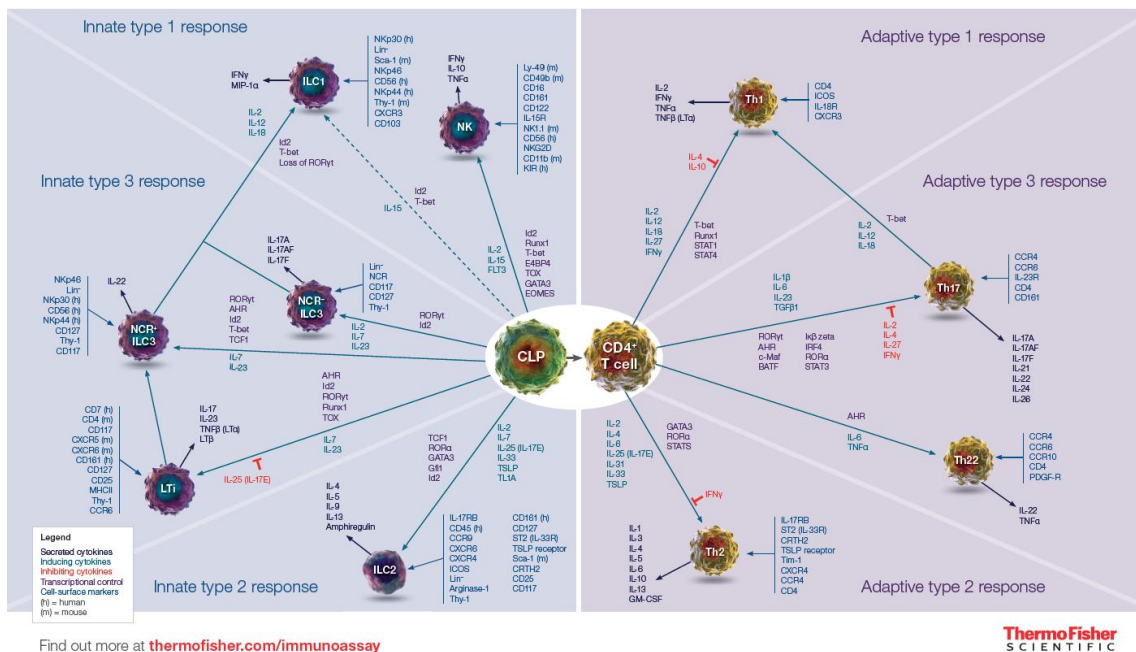 Innate type 1 response
IFNγ
MIP-1α
ILC1
NKp30 (h)
Lin-
Sca-1 (m)
NKp46
CD56 (h)
NKp44 (h)
Thy-1 (m)
CXCR3
CD103
IFNγ
IL-10
TNFα
NK
Ly-49 (m)
CD49b (m)
CD16
CD161
CD122
IL-15R
NK1.1 (m)
CD56 (h)
NKG2D
CD11b (m)
KIR (h)
IL-2
IL-12
IL-18
Id2
T-bet
Loss of RORγt
IL-15
Id2
T-bet
IL-2
IL-15
FLT3
Id2
Runx1
T-bet
E4BP4
TOX
GATA3
EOMES
Innate type 3 response
NKp46
Lin-
NKp30 (h)
CD56 (h)
NKp44 (h)
CD127
Thy-1
CD117
IL-22
NCR+
ILC3
IL-17A
IL-17AF
IL-17F
NCR-
ILC3
Lin-
NCR
CD117
CD127
Thy-1
RORγt
AHR
Id2
T-bet
TCF1
IL-7
IL-23
IL-2
IL-7
IL-23
RORγt
Id2
CLP
CD7 (h)
CD4 (m)
CD117
CXCR5 (m)
CXCR6 (m)
CD161 (h)
CD127
CD25
MHCII
Thy-1
CCR6
IL-17
IL-23
TNFβ (LTα)
LTβ
LTi
AHR
Id2
RORγt
Runx1
TOX
IL-7
IL-23
IL-25 (IL-17E)
TCF1
RORα
GATA3
Gfi1
Id2
IL-2
IL-7
IL-25 (IL-17E)
IL-33
TSLP
TL1A
IL-4
IL-5
IL-9
IL-13
Amphiregulin
ILC2
IL-17RB
CD45 (h)
CCR9
CXCR6
CXCR4
ICOS
Lin-
Arginase-1
Thy-1
CD161 (h)
CD127
ST2 (IL-33R)
TSLP receptor
Sca-1 (m)
CRTH2
CD25
CD117
Innate type 2 response
Adaptive type 1 response
IL-2
IFNγ
TNFα
TNFβ (LTα)
Th1
CD4
ICOS
IL-18R
CXCR3
IL-4
IL-10
IL-2
IL-12
IL-18
IL-27
IFNγ
T-bet
Runx1
STAT1
STAT4
Adaptive type 3 response
T-bet
IL-2
IL-12
IL-18
Th17
CCR4
CCR6
IL-23R
CD4
CD161
IL-1β
IL-6
IL-23
TGFβ1
IL-2
IL-4
IL-27
IFNγ
RORγt
AHR
c-Maf
BATF
Iκβ zeta
IRF4
RORα
STAT3
IL-17A
IL-17AF
IL-17F
IL-21
IL-22
IL-24
IL-26
CD4+
T cell
AHR
IL-6
TNFα
Th22
CCR4
CCR6
CCR10
CD4
PDGF-R
IL-22
TNFα
IL-2
IL-4
IL-6
IL-25 (IL-17E)
IL-31
IL-33
TSLP
GATA3
RORα
STAT5
IFNγ
IL-1
IL-3
IL-4
IL-5
IL-6
IL-10
IL-13
GM-CSF
Th2
IL-17RB
ST2 (IL-33R)
CRTH2
TSLP receptor
Tim-1
CXCR4
CCR4
CD4
Adaptive type 2 response
Legend
Secreted cytokines
Inducing cytokines
Inhibiting cytokines
Transcriptional control
Cell-surface markers
(h) = human
(m) = mouse
Find out more at thermofisher.com/immunoassay
ThermoFisher
SCIENTIFIC